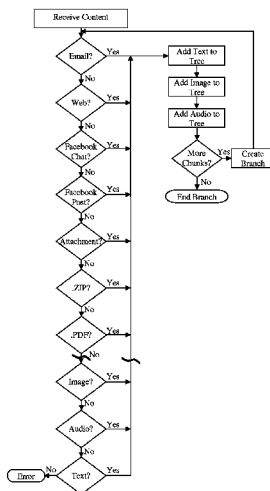 Receive Content
Email?
Yes
No
Web?
Yes
No
Facebook
Chat?
Yes
No
Facebook
Post?
Yes
No
Attachment?
Yes
No
.ZIP?
Yes
No
.PDF?
Yes
No
Image?
Yes
No
Audio?
Yes
No
Text?
Yes
No
Error
Add Text to
Tree
Add Image to
Tree
Add Audio to
Tree
More
Chunks?
Yes
Create
Branch
No
End Branch